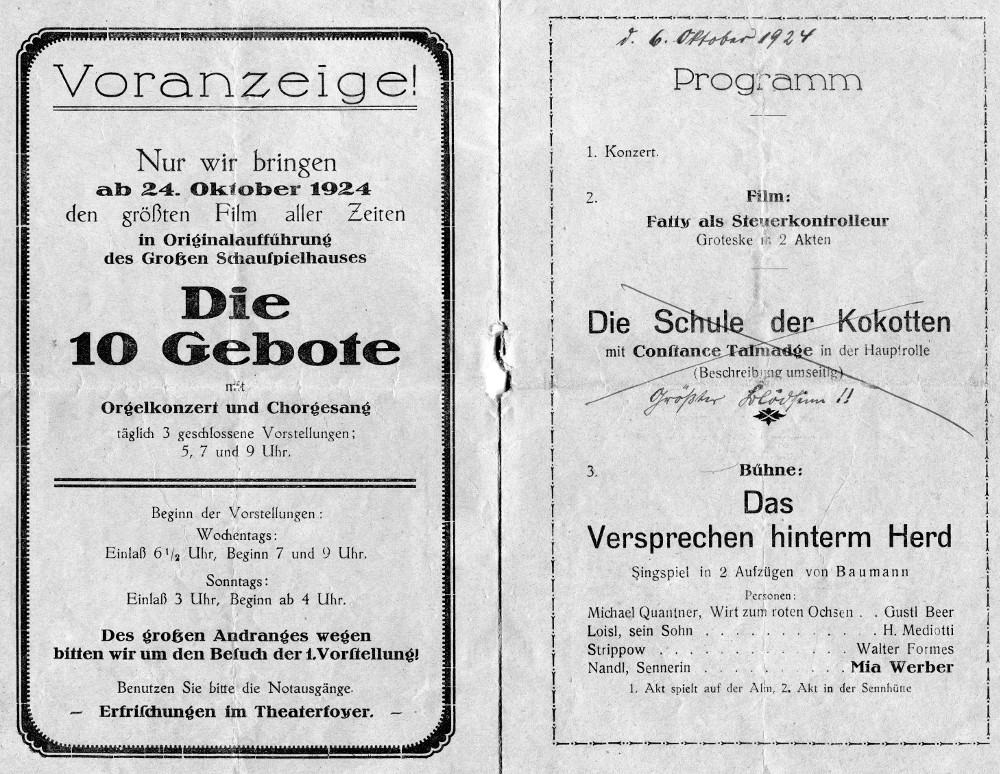 Voranzeige!
Nur wir bringen
ab 24. Oktober 1924
den größten Film aller Zeiten
in Originalaufführung
des Großen Schauspielhauses
Die
10 Gebote
mit
Orgelkonzert und Chorgesang
täglich 3 geschlossene Vorstellungen;
5, 7 und 9 Uhr.
Beginn der Vorstellungen:
Wochentags:
Einlaß 6 1/2 Uhr, Beginn 7 und 9 Uhr.
Sonntags:
Einlaß 3 Uhr, Beginn ab 4 Uhr.
Des großen Andranges wegen
bitten wir um den Besuch der 1. Vorstellung!
Benutzen Sie bitte die Notausgänge.
– Erfrischungen im Theaterfoyer. –
d. 6. Oktober 1924
Programm
1. Konzert.
2. Film:
Fatty als Steuerkontrolleur
Groteske in 2 Akten
Die Schule der Kokotten
mit Constance Talmadge in der Hauptrolle
(Beschreibung umseitig)
Größter Blödsinn!!
3. Bühne:
Das
Versprechen hinterm Herd
Singspiel in 2 Aufzügen von Baumann
Personen:
Michael Quantner, Wirt zum roten Ochsen . . Gustl Beer
Loisl, sein Sohn . . . . . . . . . . . H. Mediotti
Strippow . . . . . . . . . . . . . Walter Formes
Nandl, Sennerin . . . . . . . . . . Mia Werber
1. Akt spielt auf der Alm, 2. Akt in der Sennhütte